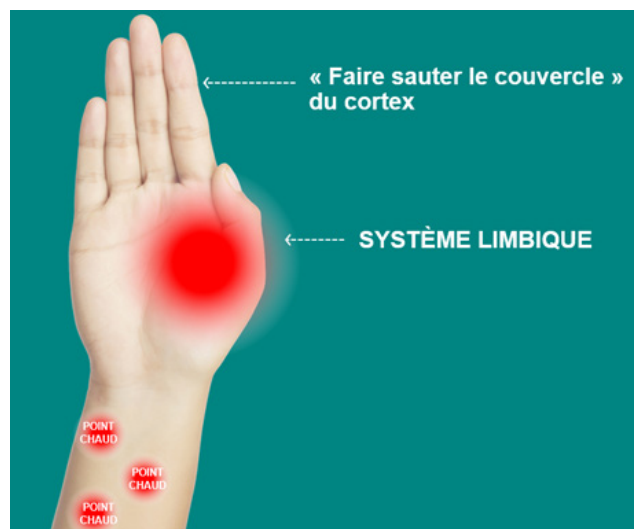 « Faire sauter le couvercle »
du cortex
SYSTÈME LIMBIQUE
POINT
CHAUD
POINT
CHAUD
POINT
CHAUD